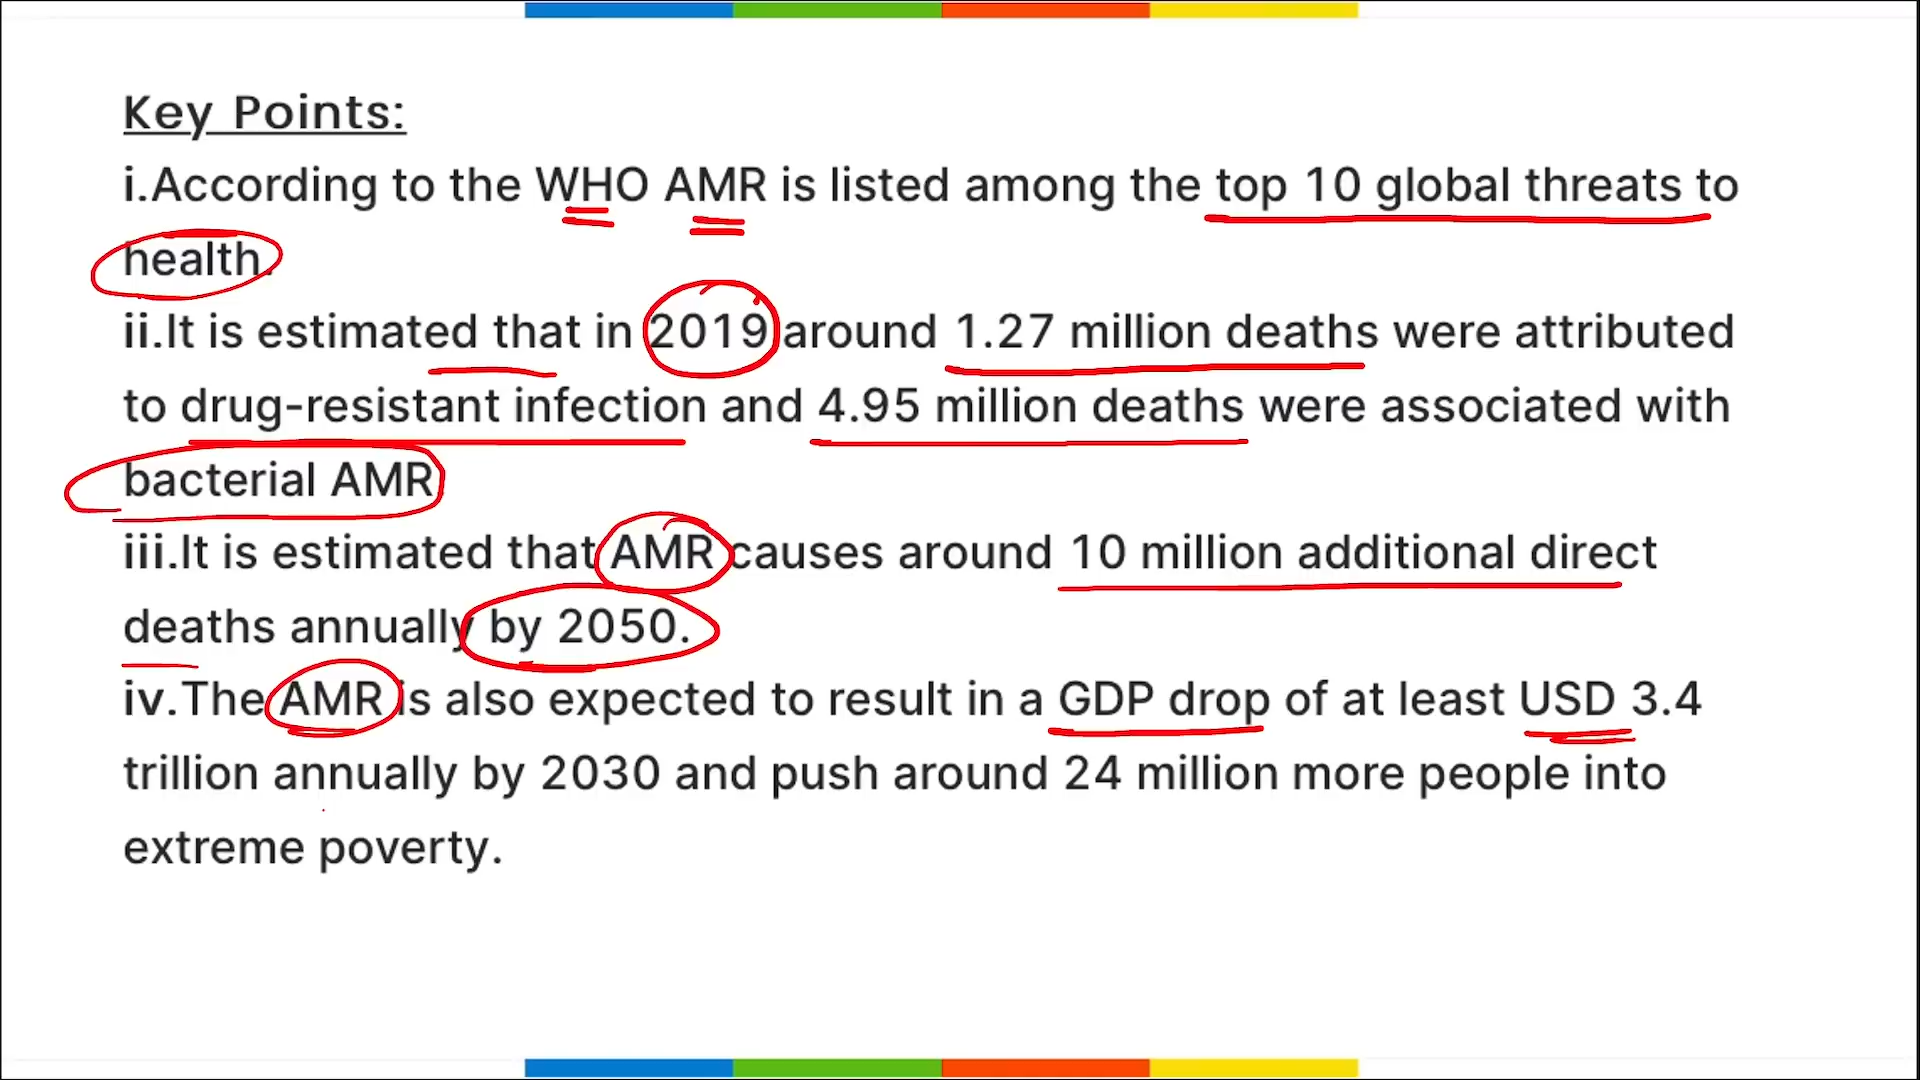 Key Points:
i.According to the WHO AMR is listed among the top 10 global threats to
health.
ii.It is estimated that in 2019 around 1.27 million deaths were attributed
to drug-resistant infection and 4.95 million deaths were associated with
bacterial AMR
iii.It is estimated that AMR causes around 10 million additional direct
deaths annually by 2050.
iv.The AMR is also expected to result in a GDP drop of at least USD 3.4
trillion annually by 2030 and push around 24 million more people into
extreme poverty.